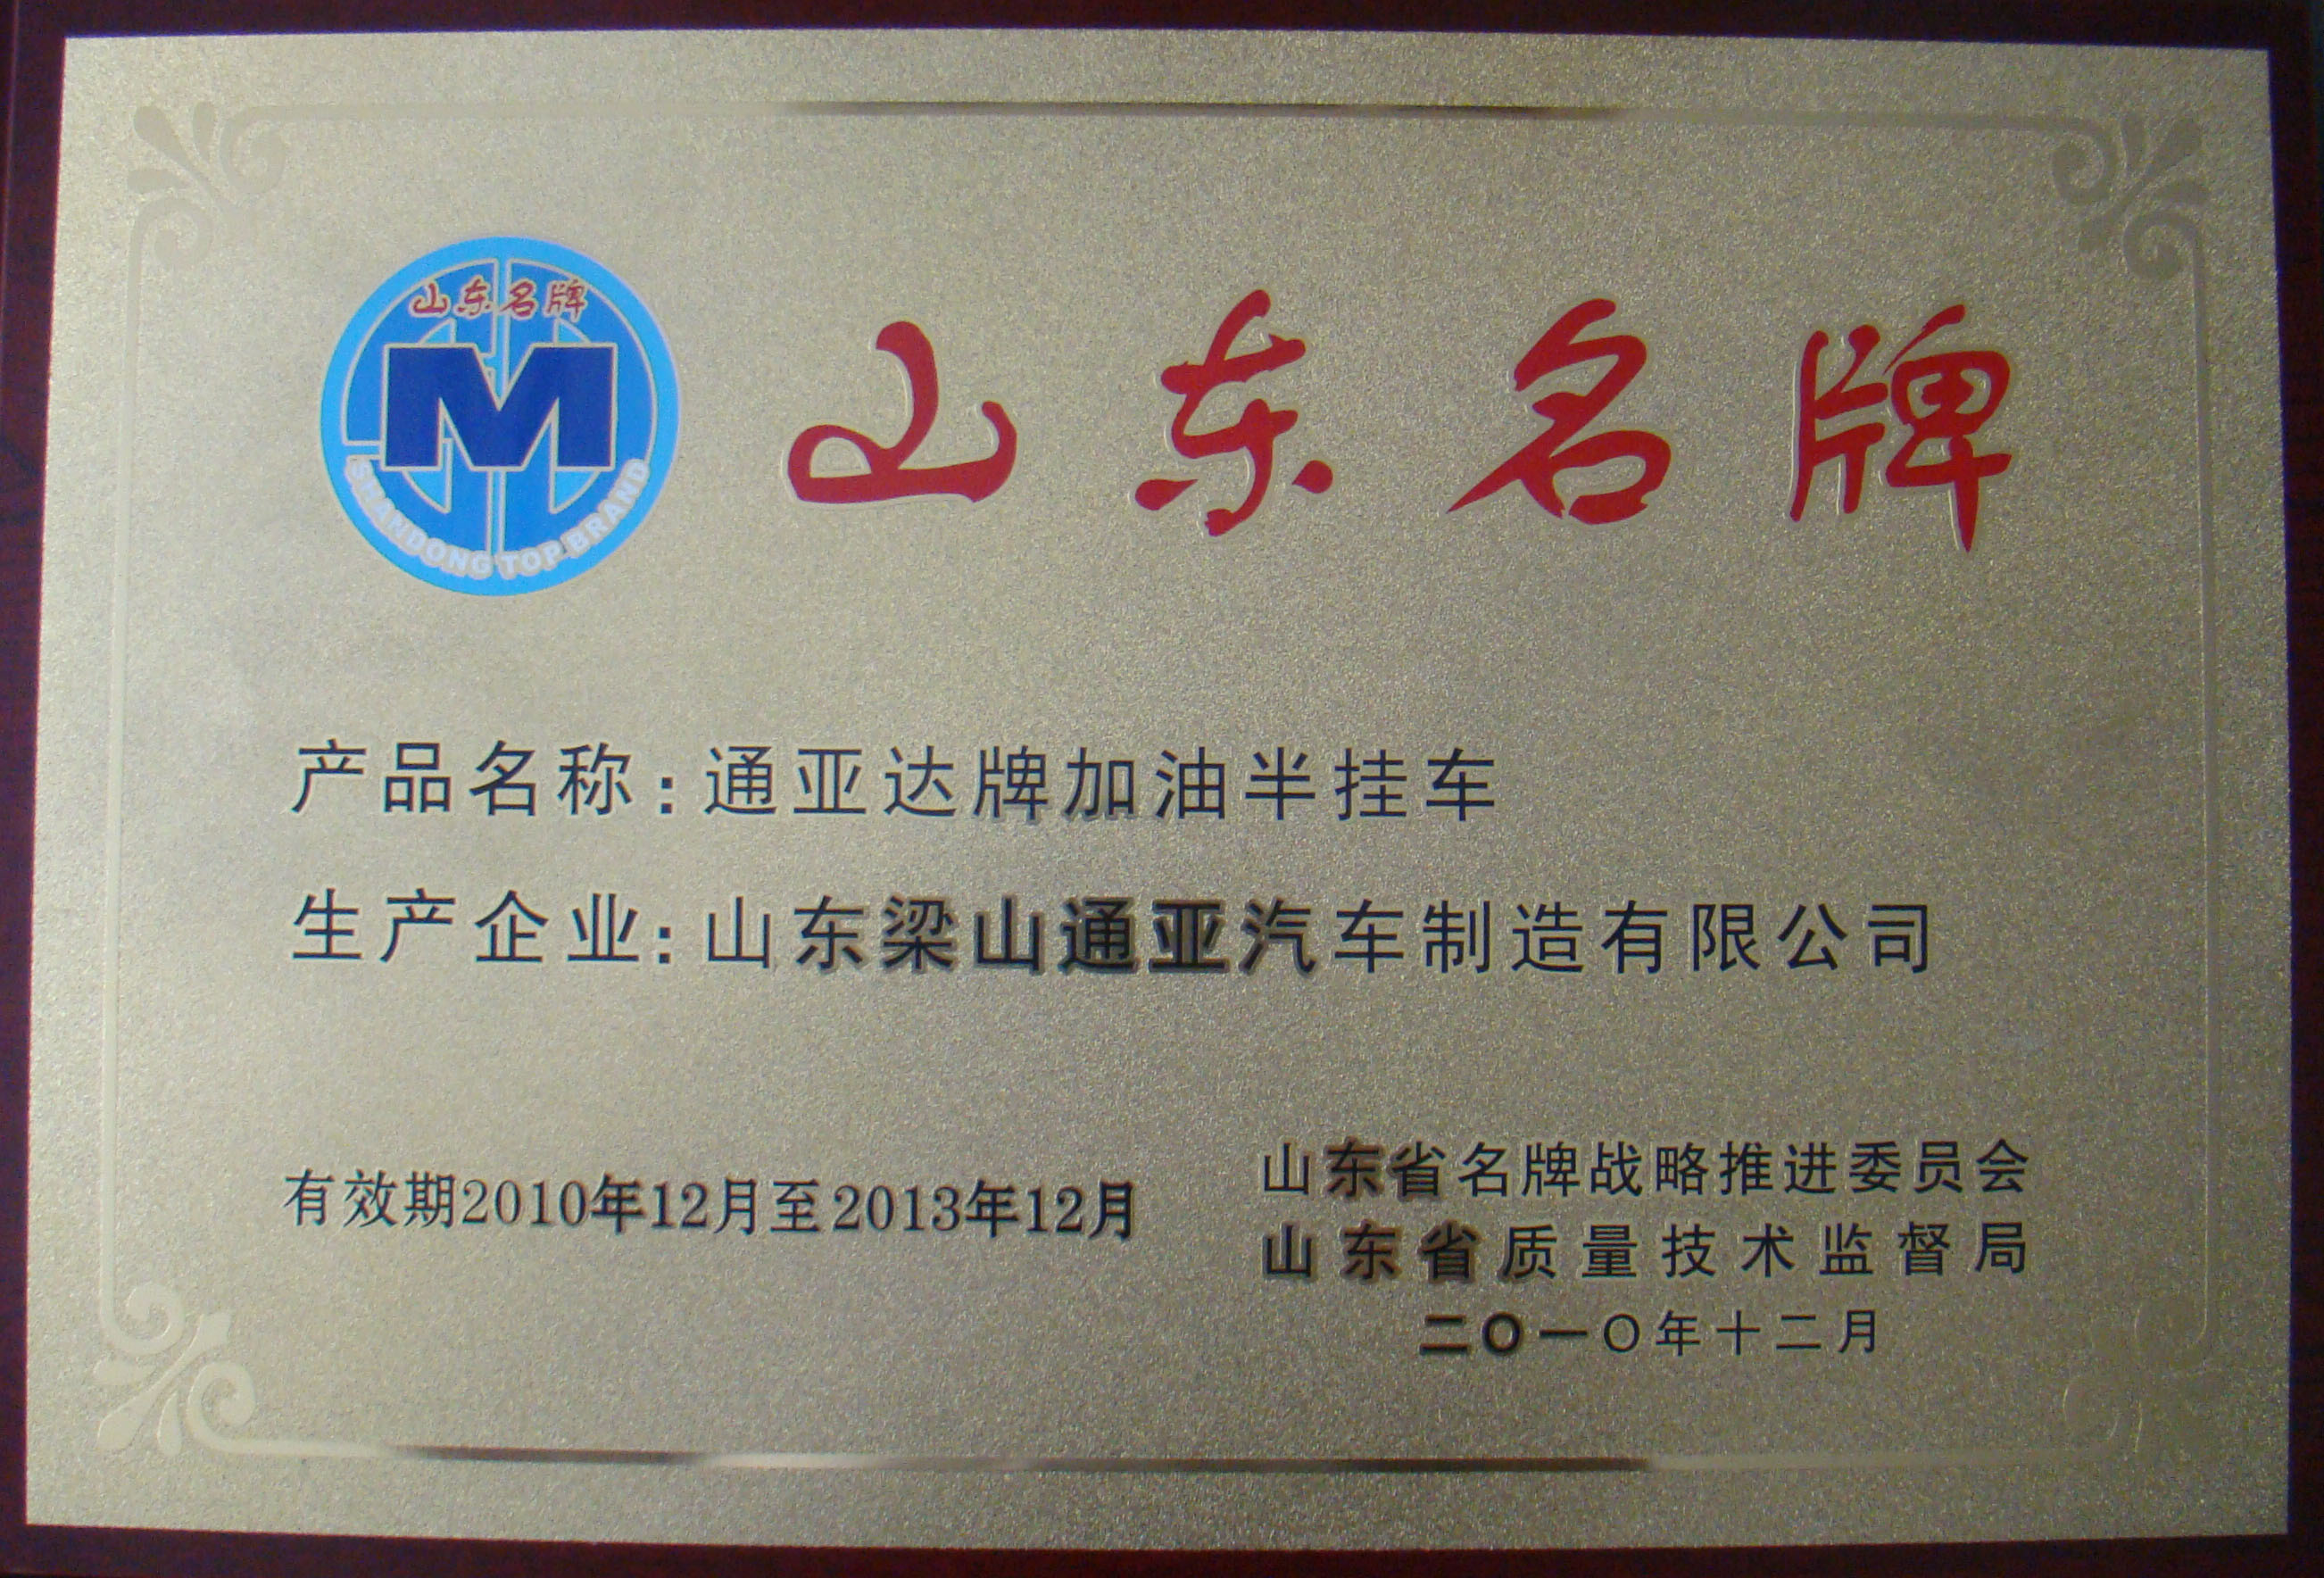 山东名牌
M
SHANDONG TOP BRAND
山东名牌
产品名称：通亚达牌加油半挂车
生产企业：山东梁山通亚汽车制造有限公司
有效期2010年12月至2013年12月
山东省名牌战略推进委员会
山东省质量技术监督局
二〇一〇年十二月